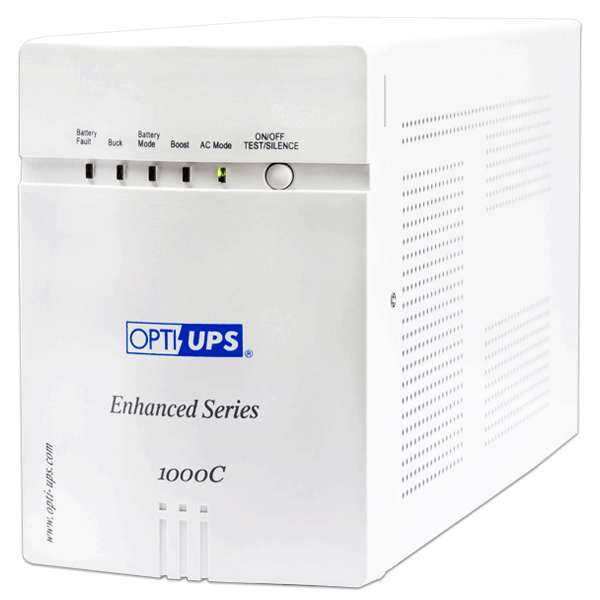 Battery
Fault
Buck
Battery
Mode
Boost
AC Mode
ON/OFF
TEST/SILENCE
OPTI UPS ®
Enhanced Series
1000C
www.opti-ups.com